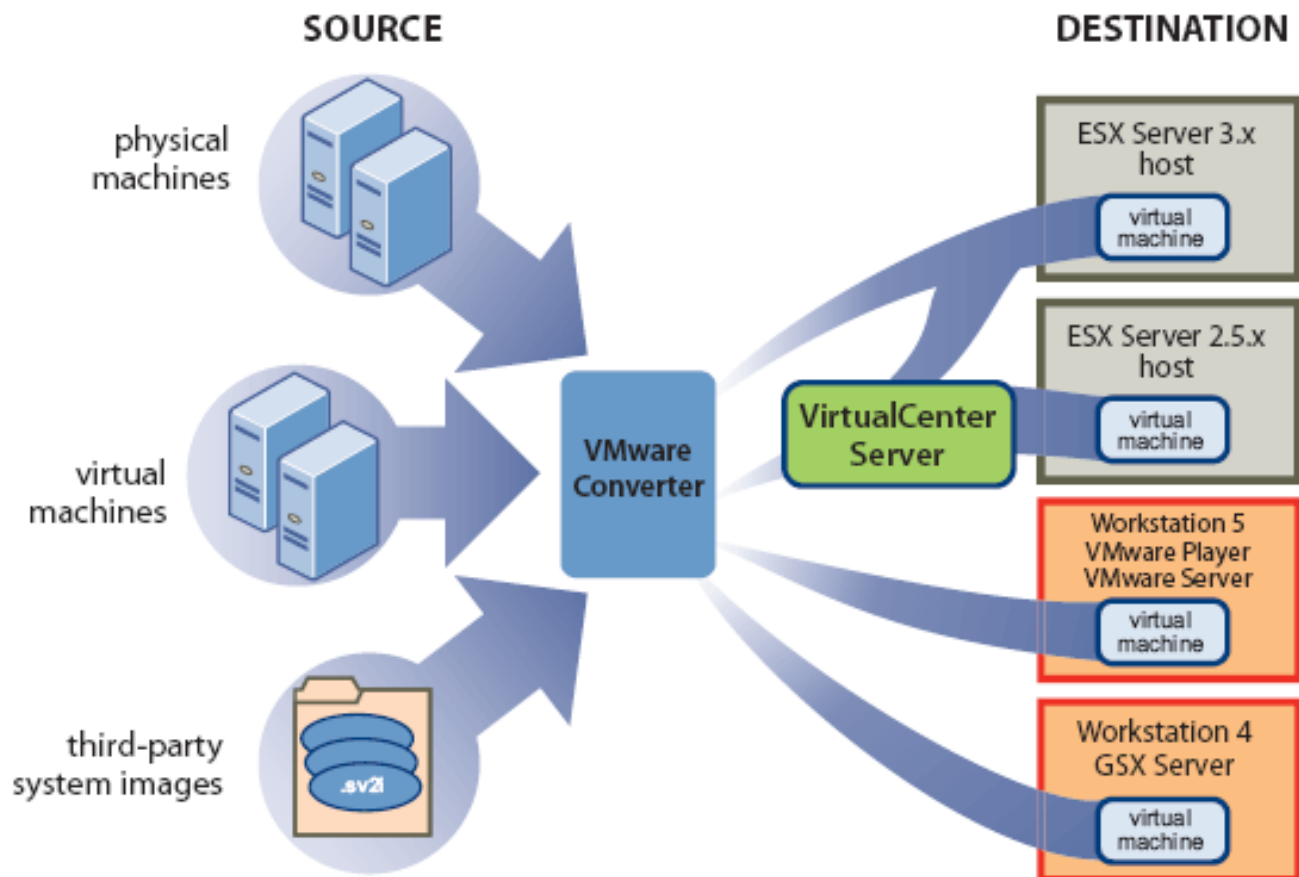 SOURCE
DESTINATION
physical
machines
virtual
machines
third-party
system images
.sv2i
VMware
Converter
VirtualCenter
Server
ESX Server 3.x
host
virtual
machine
ESX Server 2.5.x
host
virtual
machine
Workstation 5
VMware Player
VMware Server
virtual
machine
Workstation 4
GSX Server
virtual
machine